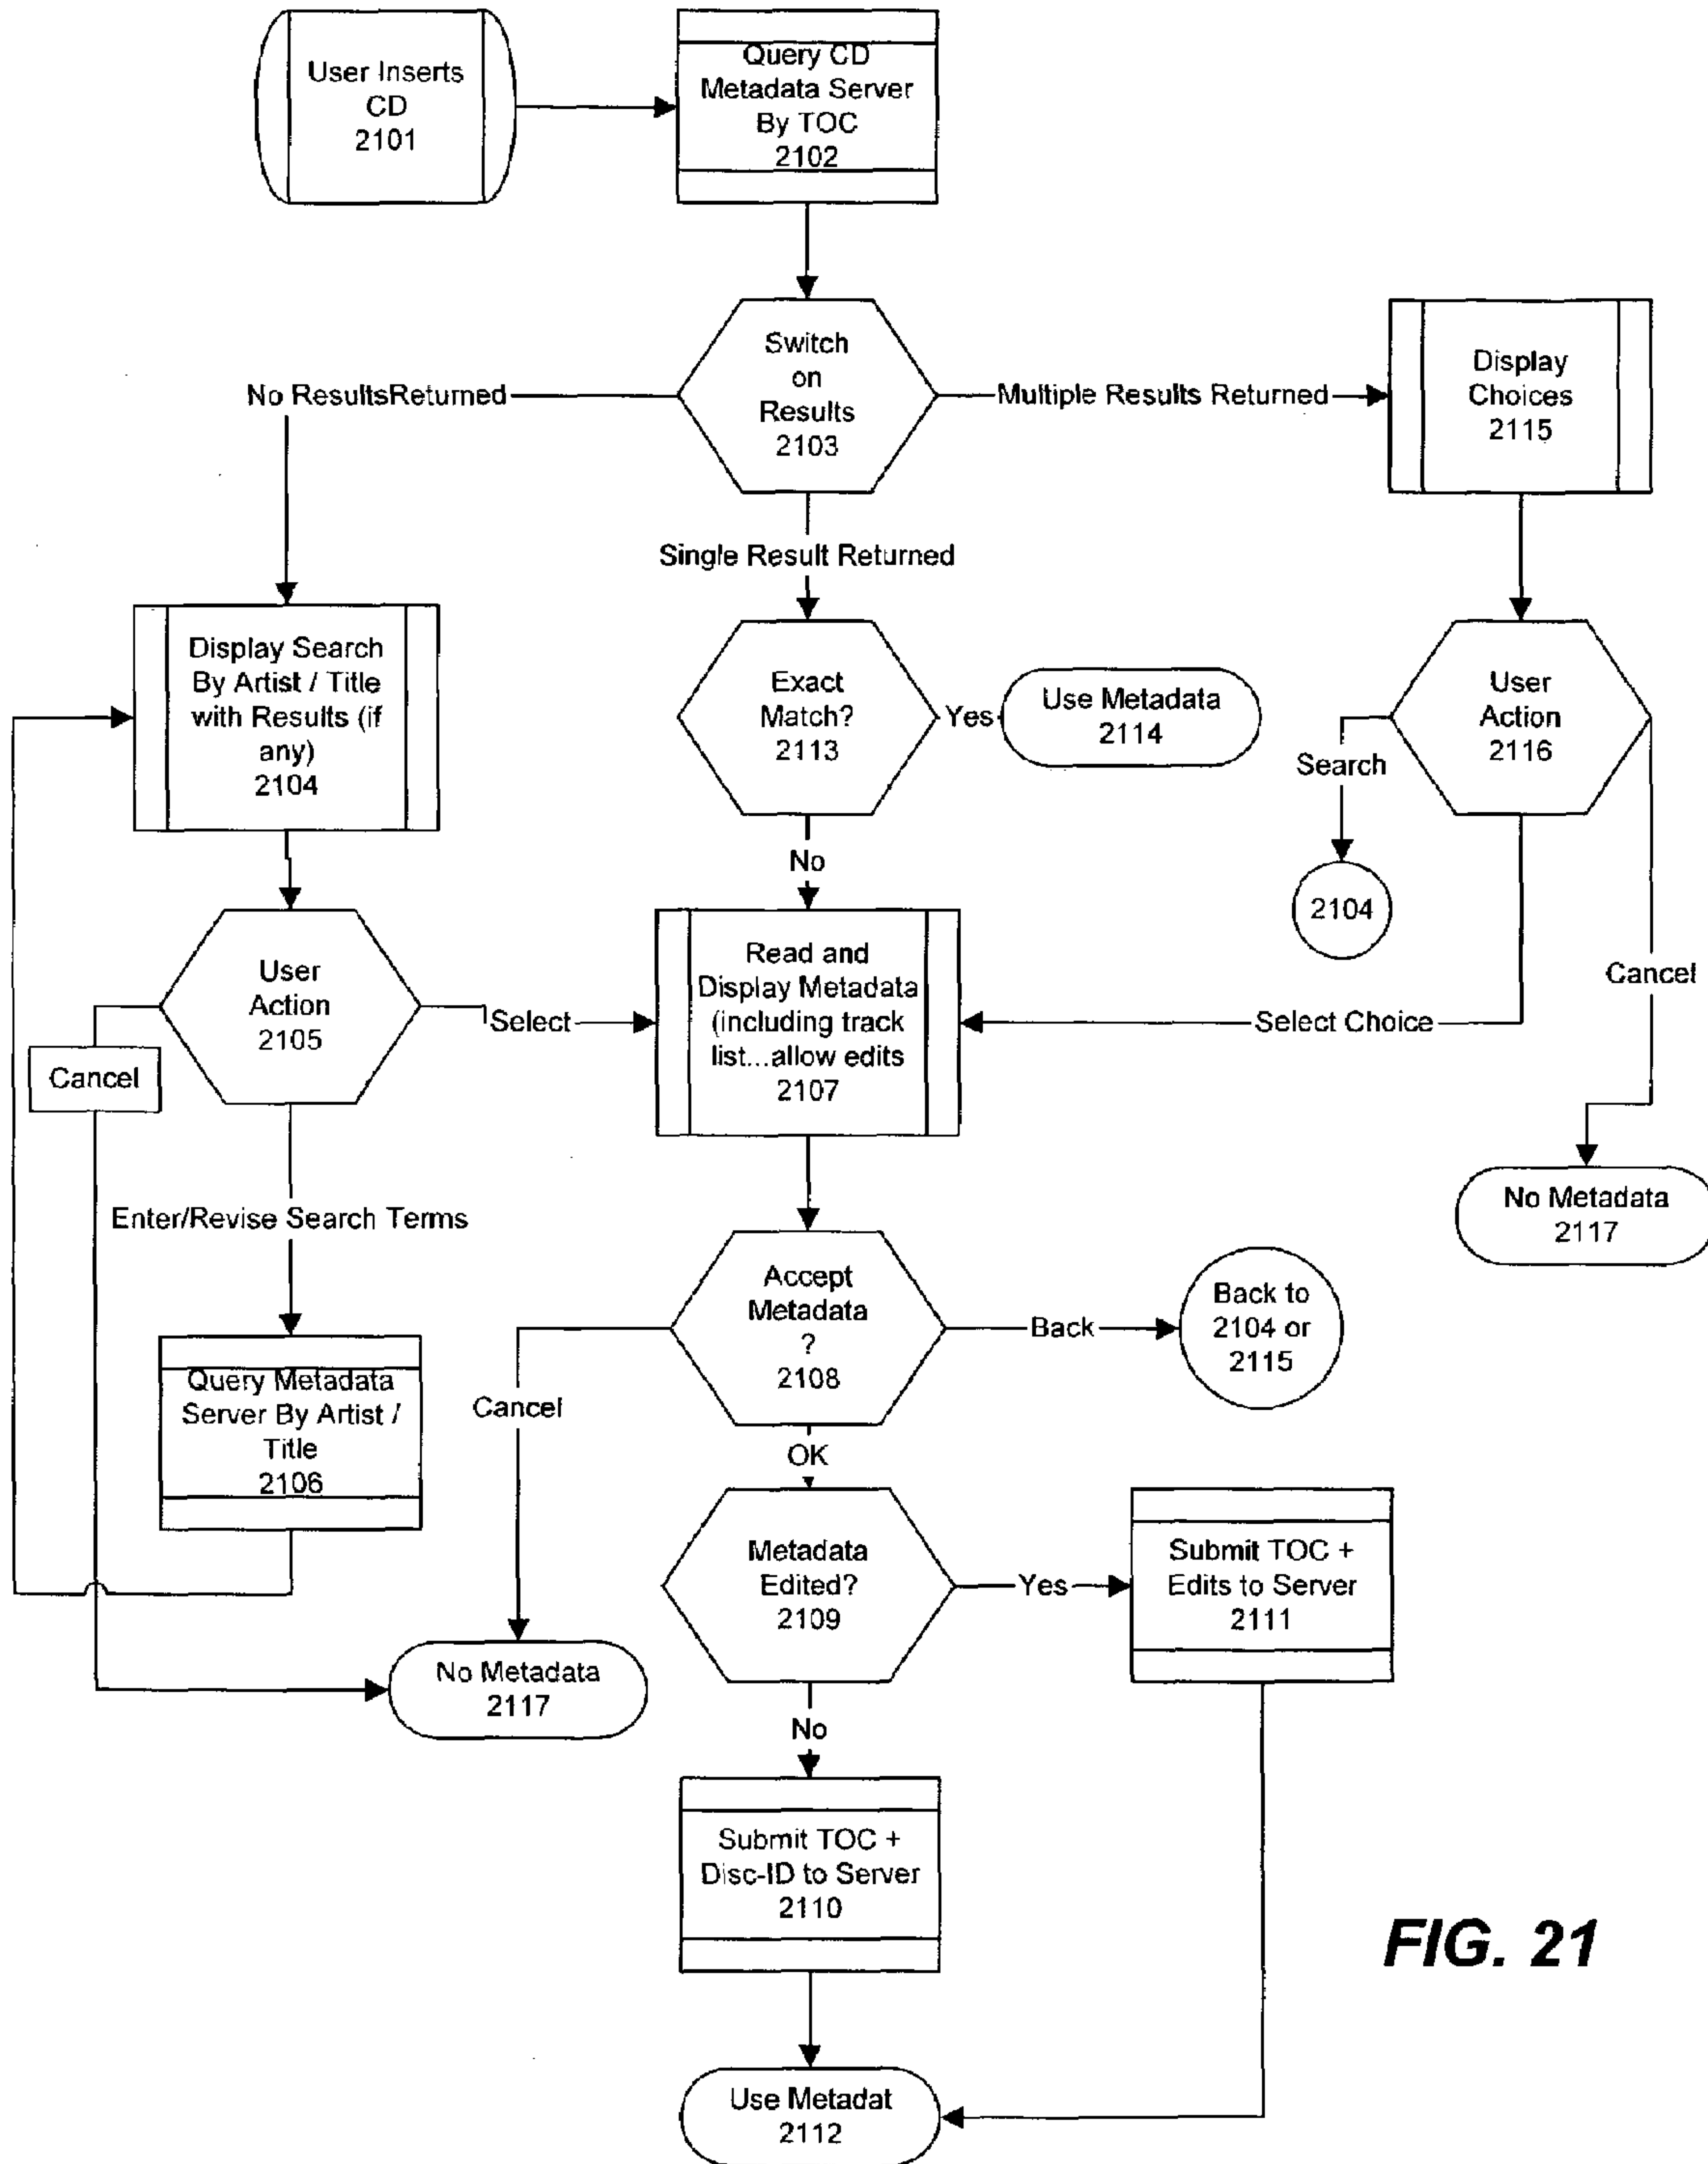 User Inserts
CD
2101
Query CD
Metadata Server
By TOC
2102
Switch
on
Results
2103
No ResultsReturned
Multiple Results Returned
Display
Choices
2115
Single Result Returned
Display Search
By Artist / Title
with Results (if
any)
2104
Exact
Match?
2113
Yes
Use Metadata
2114
User
Action
2116
Search
2104
Cancel
No
User
Action
2105
Select
Read and
Display Metadata
(including track
list...allow edits
2107
Select Choice
Cancel
No Metadata
2117
Enter/Revise Search Terms
Accept
Metadata
?
2108
Back
Back to
2104 or
2115
Query Metadata
Server By Artist /
Title
2106
Cancel
OK
Metadata
Edited?
2109
Yes
Submit TOC +
Edits to Server
2111
No Metadata
2117
No
Submit TOC +
Disc-ID to Server
2110
Use Metadat
2112
FIG. 21